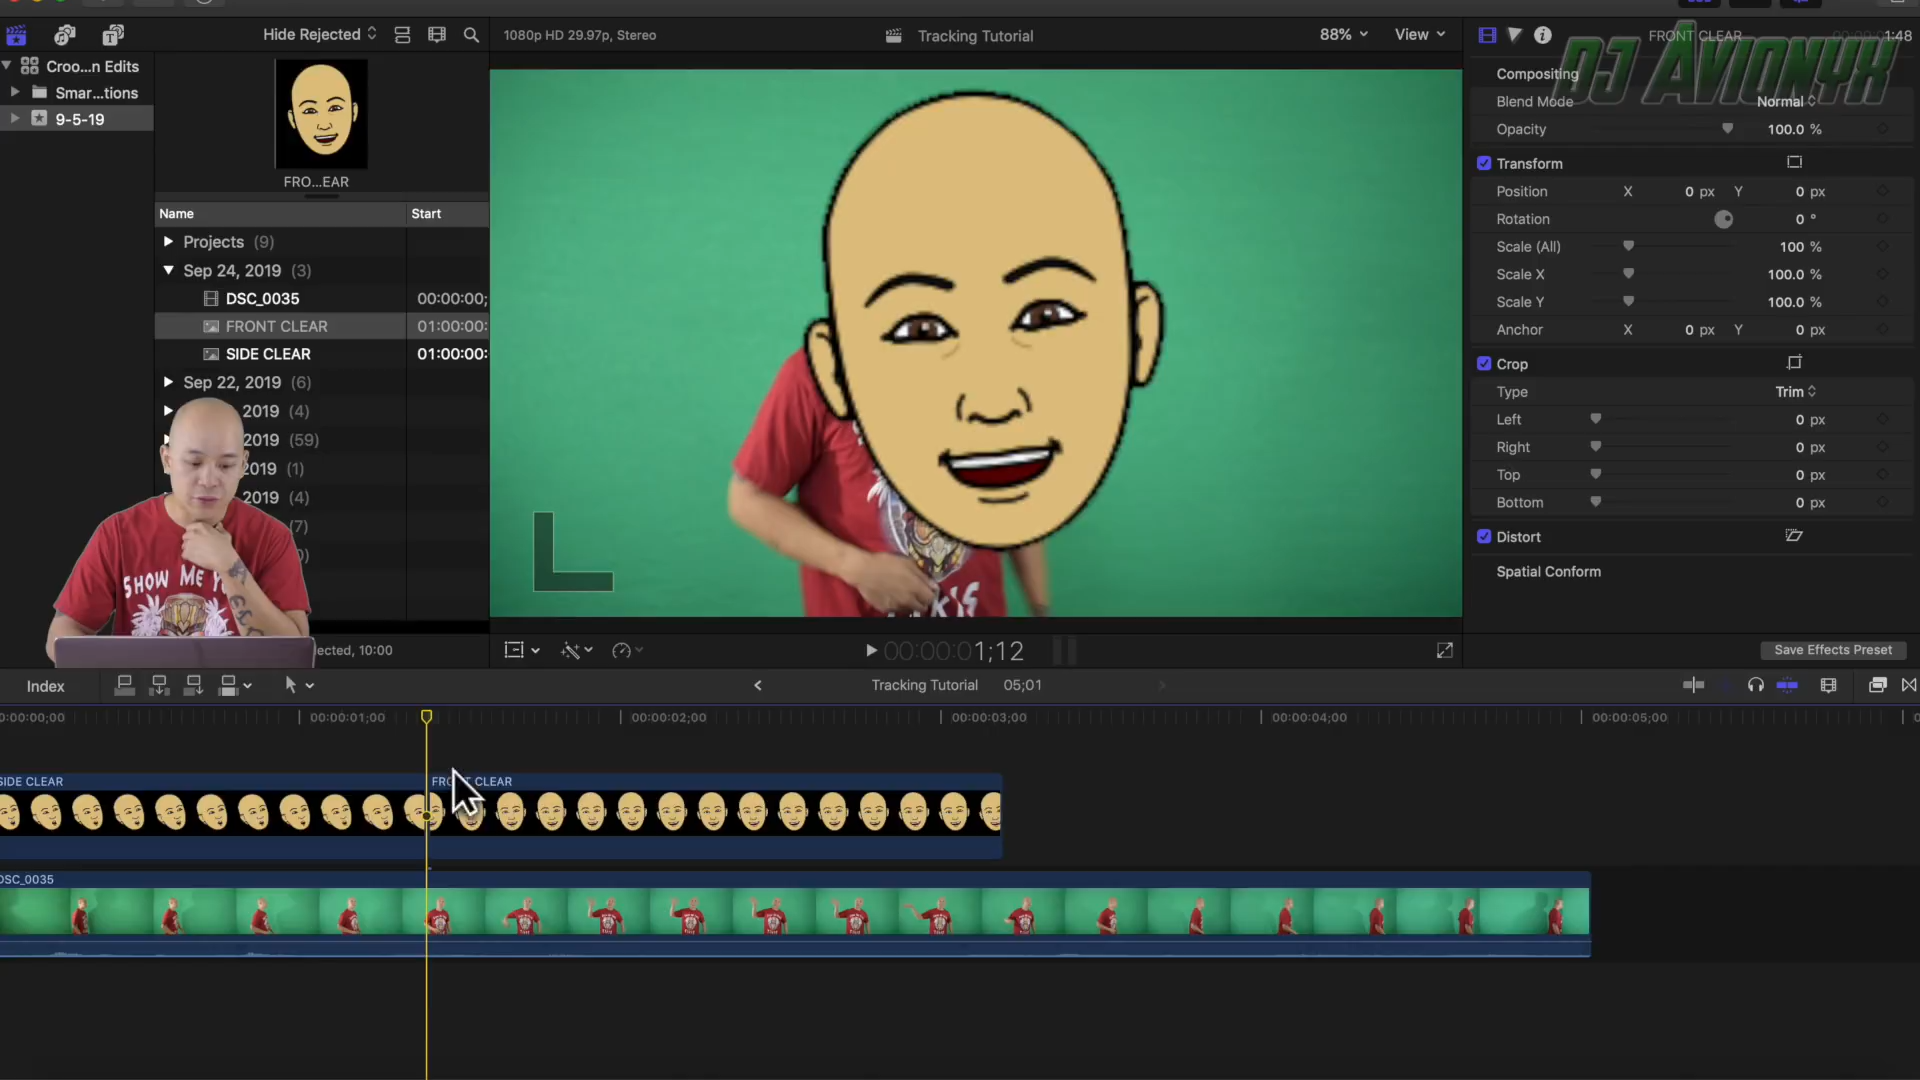 Hide Rejected
1080p HD 29.97p, Stereo
Tracking Tutorial
88%
View
FRONT CLEAR
1:48
DJ AVIONYX
Croo...n Edits
Smar...tions
9-5-19
FRO...EAR
Name
Start
Projects (9)
Sep 24, 2019 (3)
DSC_0035
00:00:00;
FRONT CLEAR
01:00:00:
SIDE CLEAR
01:00:00:
Sep 22, 2019 (6)
2019 (4)
2019 (59)
2019 (1)
2019 (4)
(7)
SHOW ME Y
ected, 10:00
Compositing
Blend Mode
Normal
Opacity
100.0 %
Transform
Position X 0 px Y 0 px
Rotation 0 °
Scale (All) 100 %
Scale X 100.0 %
Scale Y 100.0 %
Anchor X 0 px Y 0 px
Crop
Type Trim
Left 0 px
Right 0 px
Top 0 px
Bottom 0 px
Distort
Spatial Conform
Save Effects Preset
00:00:01;12
Index
Tracking Tutorial
05;01
0:00:00;00
00:00:01;00
00:00:02;00
00:00:03;00
00:00:04;00
00:00:05;00
SIDE CLEAR
CLEAR
DSC_0035